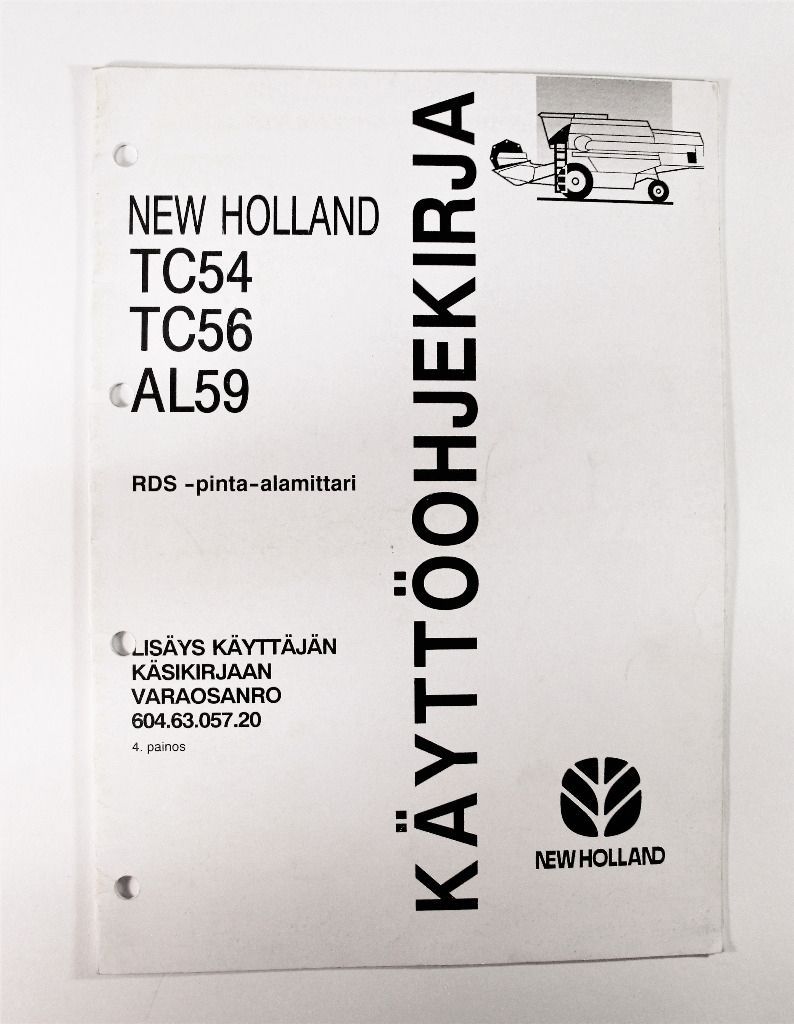 NEW HOLLAND
TC54
TC56
AL59
RDS -pinta-alamittari
LISÄYS KÄYTTÄJÄN
KÄSIKIRJAAN
VARAOSANRO
604.63.057.20
4. painos
KÄYTTÖOHJEKIRJA
NEW HOLLAND